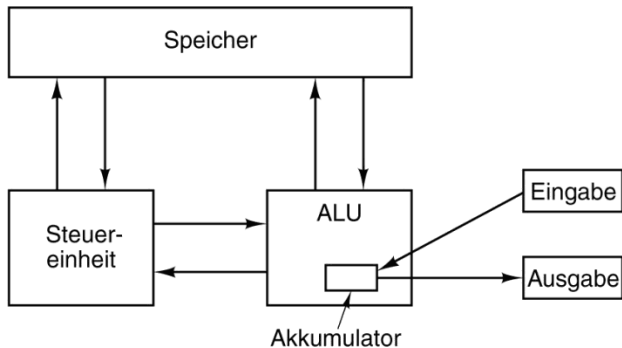 Speicher
Steuer-
einheit
ALU
Eingabe
Ausgabe
Akkumulator